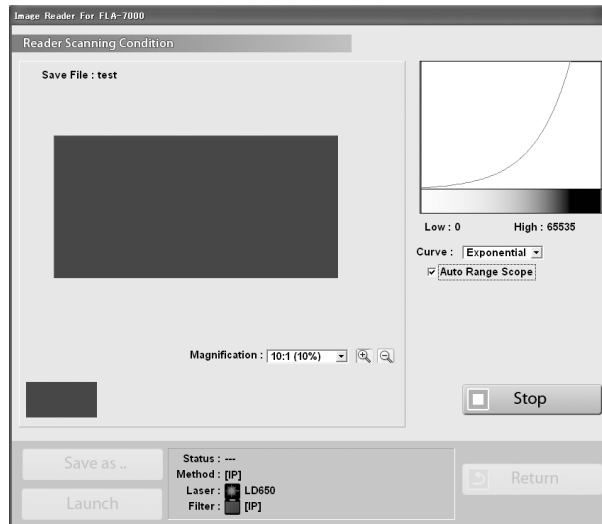 Image Reader For FLA-7000
Reader Scanning Condition
Save File : test
Magnification : 10:1 (10%)
Low : 0 High : 65535
Curve : Exponential
Auto Range Scope
Stop
Save as ..
Launch
Status : ---
Method : [IP]
Laser : LD650
Filter : [IP]
Return